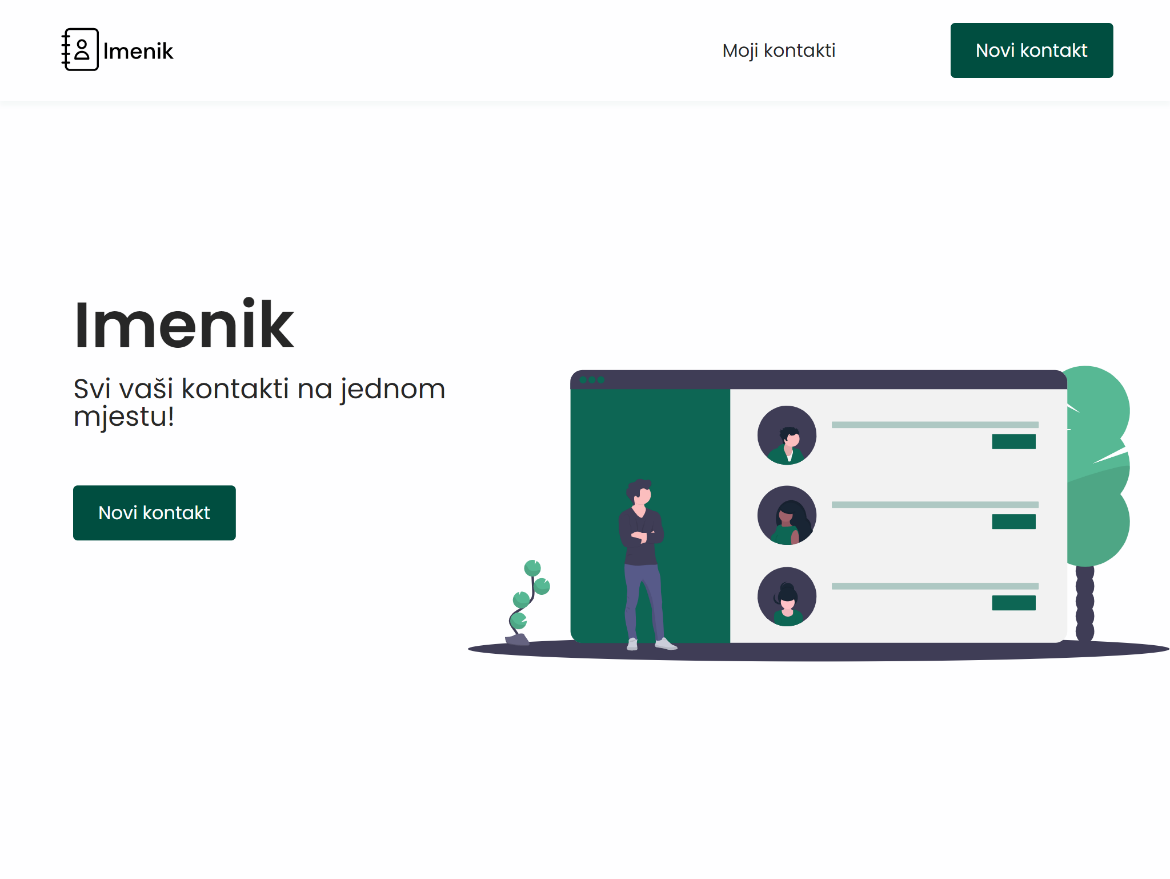 Imenik
Moji kontakti
Novi kontakt
Imenik
Svi vaši kontakti na jednom
mjestu!
Novi kontakt